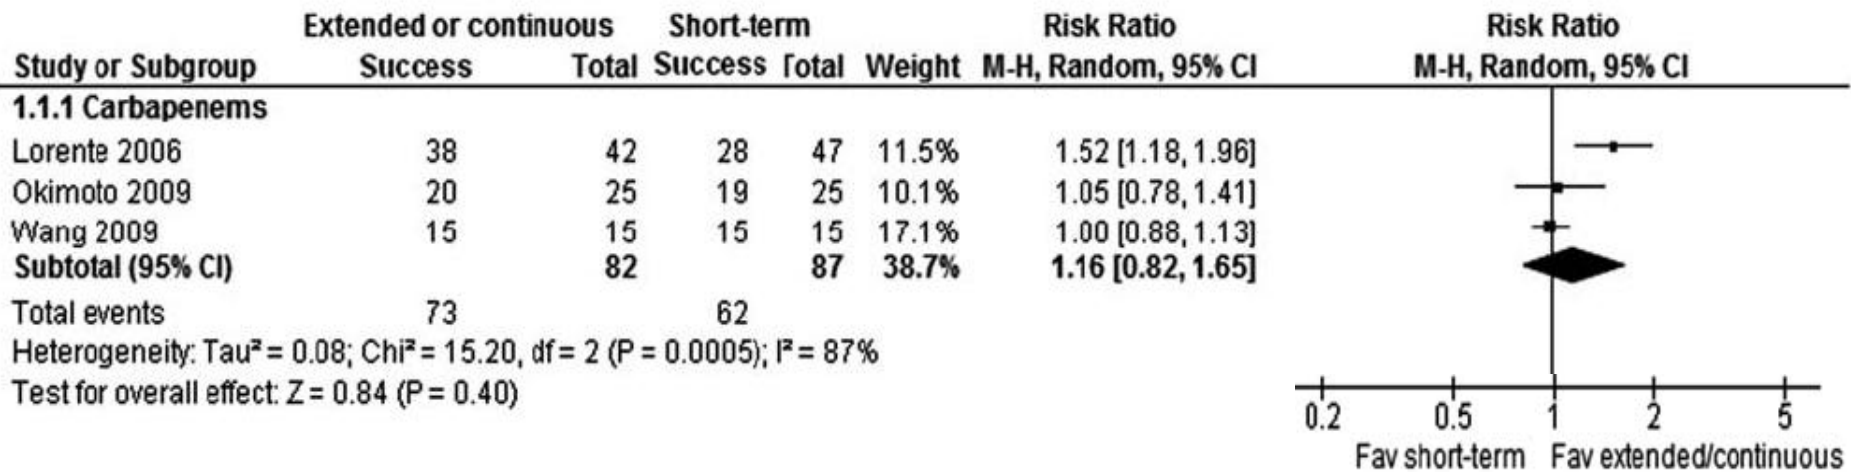 Extended or continuous Short-term Risk Ratio Risk Ratio
Study or Subgroup Success Total Success Total Weight M-H, Random, 95% CI M-H, Random, 95% CI
1.1.1 Carbapenems
Lorente 2006 38 42 28 47 11.5% 1.52 [1.18, 1.96]
Okimoto 2009 20 25 19 25 10.1% 1.05 [0.78, 1.41]
Wang 2009 15 15 15 15 17.1% 1.00 [0.88, 1.13]
Subtotal (95% CI) 82 87 38.7% 1.16 [0.82, 1.65]
Total events 73 62
Heterogeneity: Tau² = 0.08; Chi² = 15.20, df = 2 (P = 0.0005); I² = 87%
Test for overall effect: Z = 0.84 (P = 0.40)
0.2 0.5 1 2 5
Fav short-term Fav extended/continuous